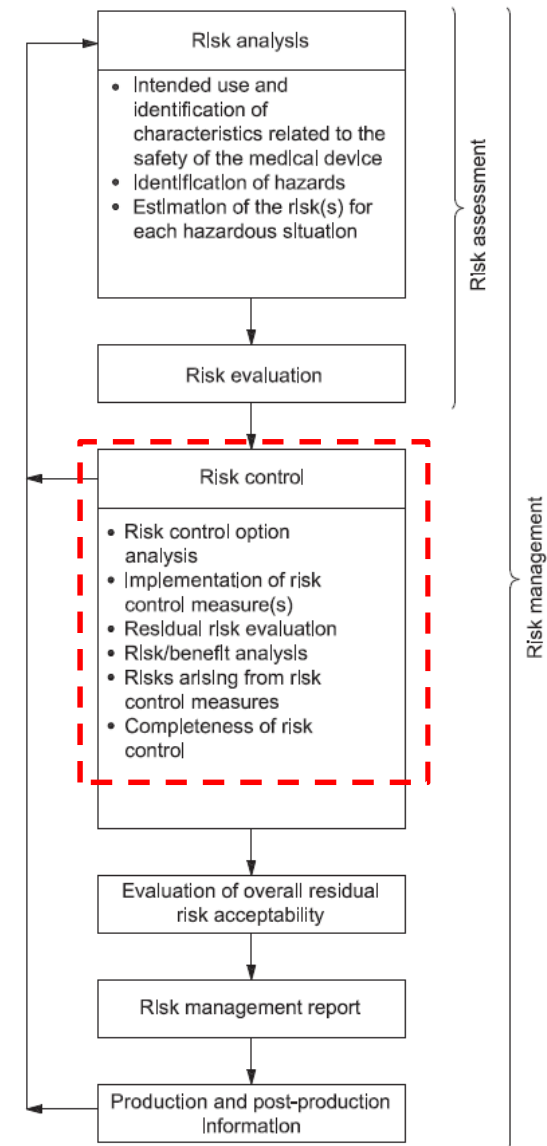 Risk analysis
• Intended use and
identification of
characteristics related to the
safety of the medical device
• Identification of hazards
• Estimation of the risk(s) for
each hazardous situation
Risk assessment
Risk evaluation
Risk control
• Risk control option
analysis
• Implementation of risk
control measure(s)
• Residual risk evaluation
• Risk/benefit analysis
• Risks arising from risk
control measures
• Completeness of risk
control
Risk management
Evaluation of overall residual
risk acceptability
Risk management report
Production and post-production
information